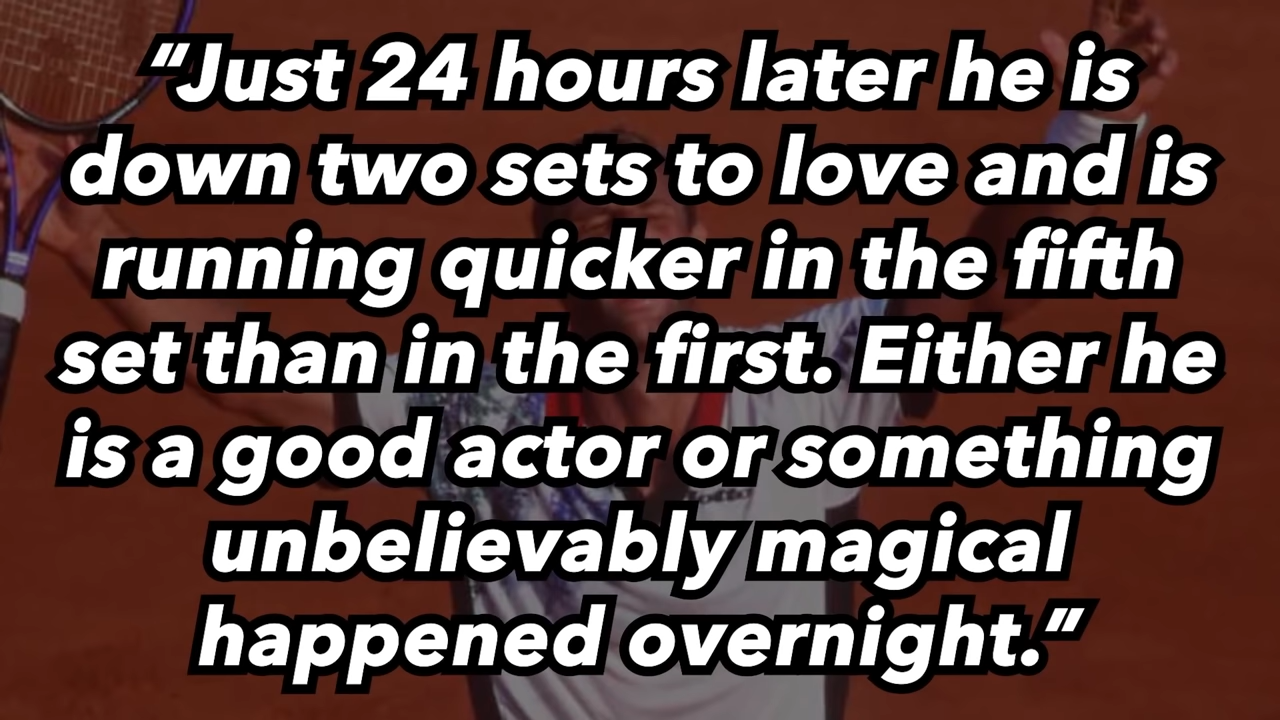 “Just 24 hours later he is
down two sets to love and is
running quicker in the fifth
set than in the first. Either he
is a good actor or something
unbelievably magical
happened overnight.”